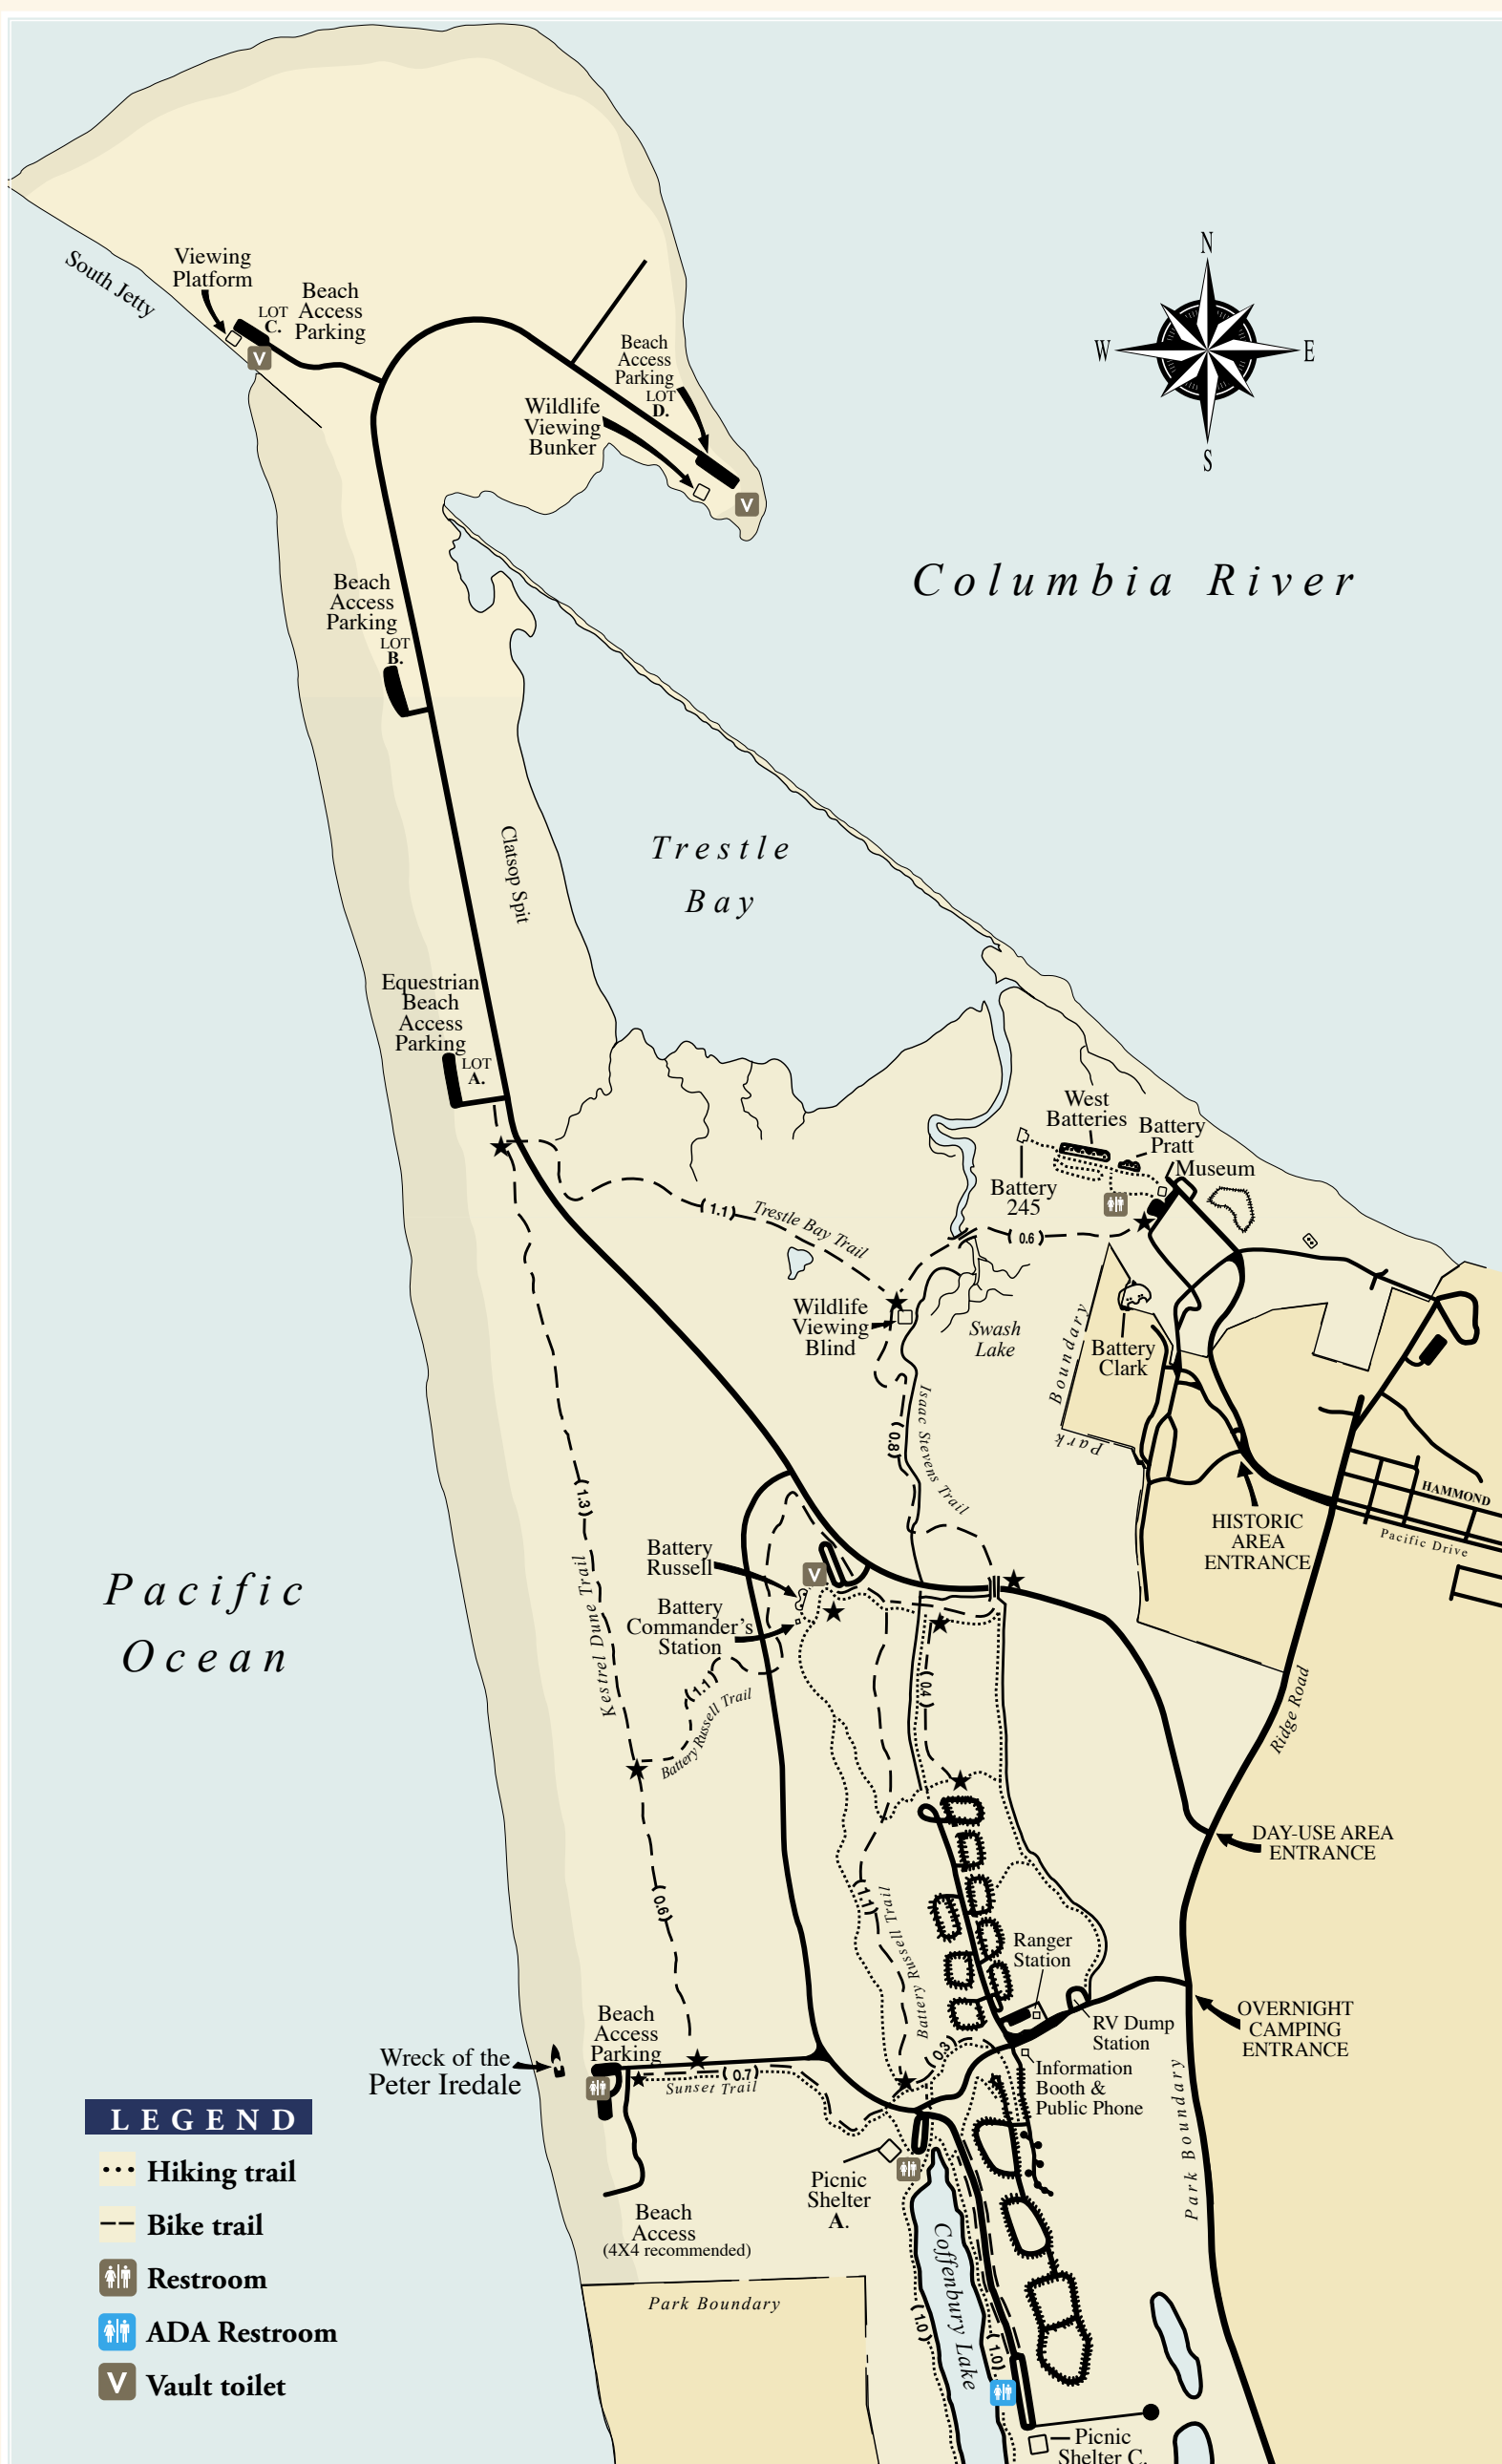 N
W
E
S
South Jetty
Viewing
Platform
LOT
C.
Beach
Access
Parking
V
Beach
Access
Parking
LOT
D.
Wildlife
Viewing
Bunker
V
Columbia River
Beach
Access
Parking
LOT
B.
Clatsop Spit
Trestle
Bay
Equestrian
Beach
Access
Parking
LOT
A.
West
Batteries
Battery
Pratt
Museum
Battery
245
(1.1)
Trestle Bay Trail
(0.6)
Wildlife
Viewing
Blind
Swash
Lake
Park Boundary
Battery
Clark
Isaac Stevens Trail
(0.8)
HISTORIC
AREA
ENTRANCE
HAMMOND
Pacific Drive
(1.3)
Kestrel Dune Trail
Pacific
Ocean
Battery
Russell
V
Battery
Commander's
Station
(1.1)
Battery Russell Trail
(04)
Ridge Road
DAY-USE AREA
ENTRANCE
(0.6)
(1.1)
Battery Russell Trail
Ranger
Station
RV Dump
Station
OVERNIGHT
CAMPING
ENTRANCE
Information
Booth &
Public Phone
(0.3)
Beach
Access
Parking
Wreck of the
Peter Iredale
(0.7)
Sunset Trail
Park Boundary
Picnic
Shelter
A.
Beach
Access
(4X4 recommended)
Park Boundary
Coffenbury Lake
(1.0)
(1.0)
Picnic
Shelter C.
LEGEND
Hiking trail
Bike trail
Restroom
ADA Restroom
V Vault toilet